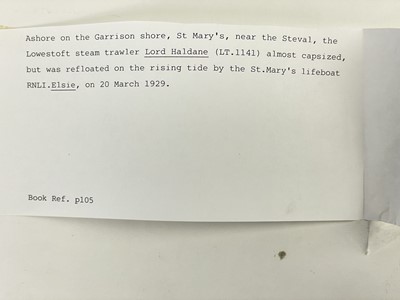 Ashore on the Garrison shore, St Mary's, near the Steval, the
Lowestoft steam trawler Lord Haldane (LT.1141) almost capsized,
but was refloated on the rising tide by the St.Mary's lifeboat
RNLI.Elsie, on 20 March 1929.
Book Ref. p105